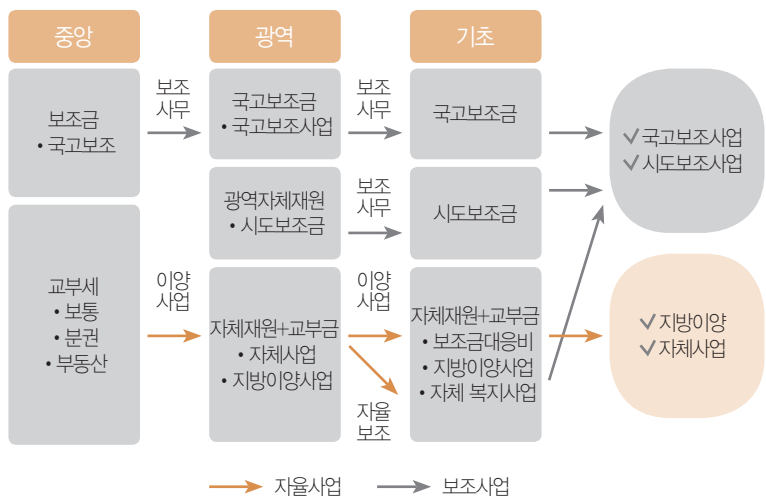 중앙
광역
기초
보조금
• 국고보조
보조
사무
국고보조금
• 국고보조사업
보조
사무
국고보조금
✓ 국고보조사업
✓ 시도보조사업
광역자체재원
• 시도보조금
보조
사무
시도보조금
교부세
• 보통
• 분권
• 부동산
이양
사업
자체재원+교부금
• 자체사업
• 지방이양사업
이양
사업
자율
보조
자체재원+교부금
• 보조금대응비
• 지방이양사업
• 자체 복지사업
✓ 지방이양
✓ 자체사업
자율사업
보조사업